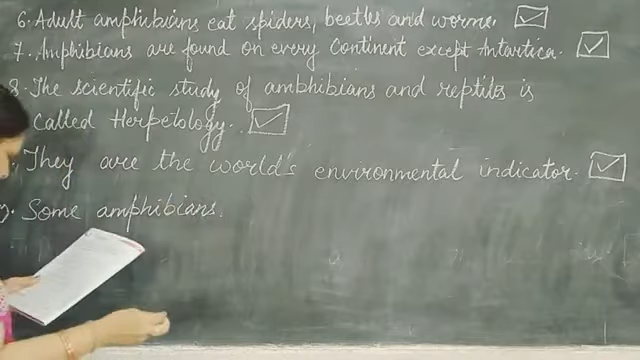 6. Adult amphibians eat spiders, beetles and worms.
7. Amphibians are found on every Continent except Antartica.
8. The scientific study of ambhibians and reptiles is
called Herpetology.
They are the world's environmental indicator.
Some amphibians.